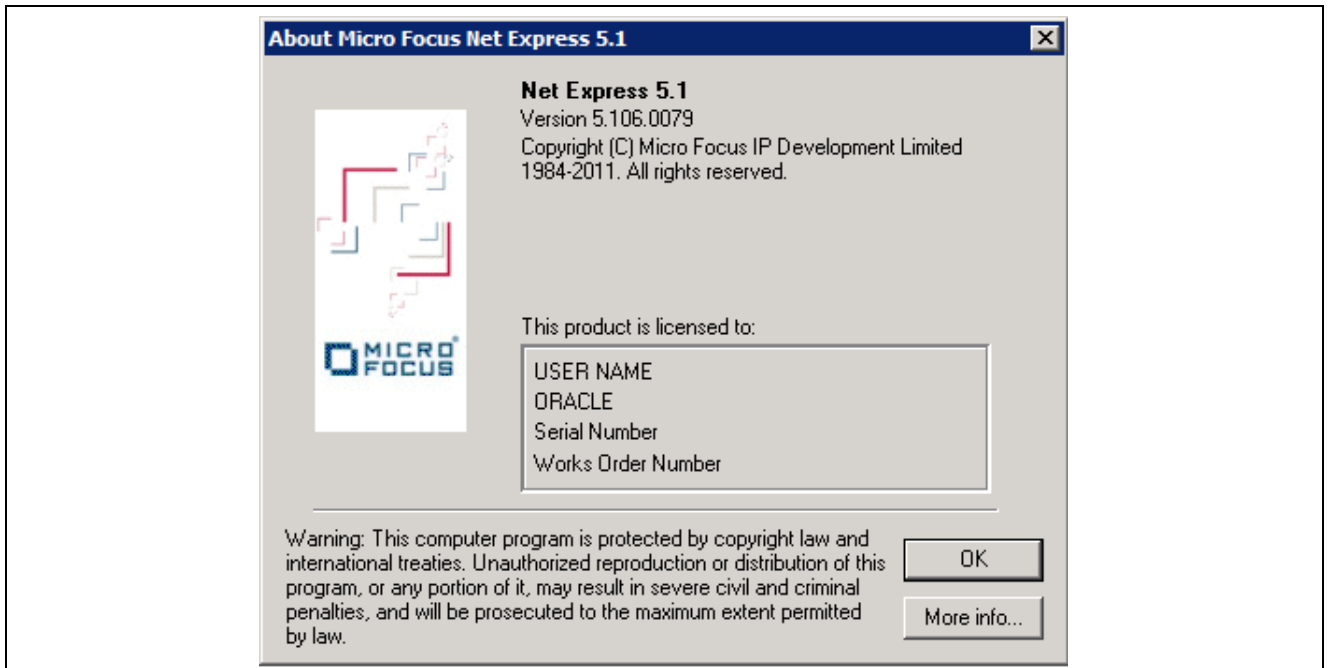 About Micro Focus Net Express 5.1
Net Express 5.1
Version 5.106.0079
Copyright (C) Micro Focus IP Development Limited
1984-2011. All rights reserved.
MICRO
FOCUS
This product is licensed to:
USER NAME
ORACLE
Serial Number
Works Order Number
Warning: This computer program is protected by copyright law and
international treaties. Unauthorized reproduction or distribution of this
program, or any portion of it, may result in severe civil and criminal
penalties, and will be prosecuted to the maximum extent permitted
by law.
OK
More info...